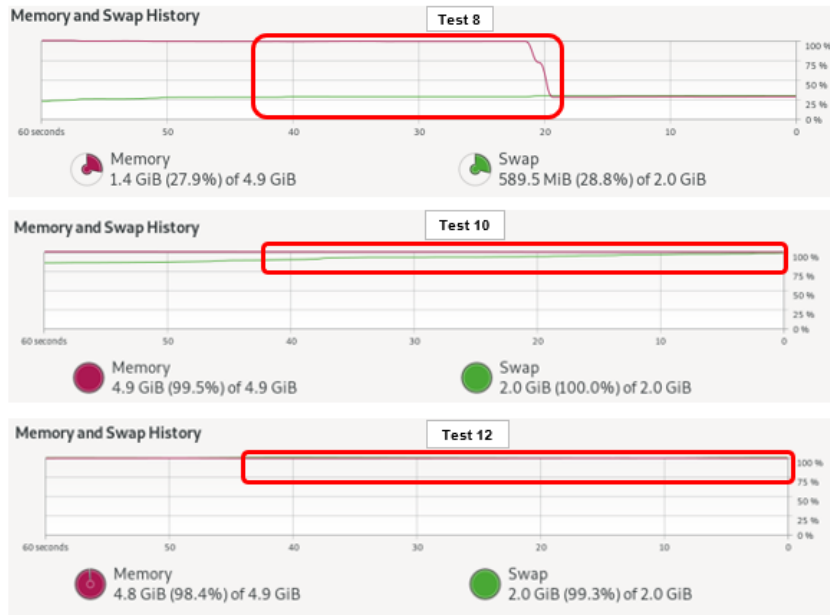 Memory and Swap History
Test 8
100 %
75 %
50 %
25 %
0 %
60 seconds 50 40 30 20 10 0
Memory
1.4 GiB (27.9%) of 4.9 GiB
Swap
589.5 MiB (28.8%) of 2.0 GiB
Memory and Swap History
Test 10
100 %
75 %
50 %
25 %
0 %
60 seconds 50 40 30 20 10 0
Memory
4.9 GiB (99.5%) of 4.9 GiB
Swap
2.0 GiB (100.0%) of 2.0 GiB
Memory and Swap History
Test 12
100 %
75 %
50 %
25 %
0 %
60 seconds 50 40 30 20 10 0
Memory
4.8 GiB (98.4%) of 4.9 GiB
Swap
2.0 GiB (99.3%) of 2.0 GiB